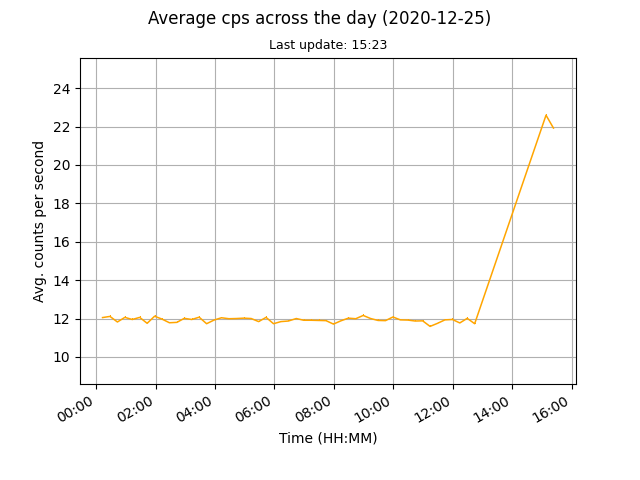 Average cps across the day (2020-12-25)
Last update: 15:23
24
22
20
18
16
14
12
10
Avg. counts per second
00:00 02:00 04:00 06:00 08:00 10:00 12:00 14:00 16:00
Time (HH:MM)